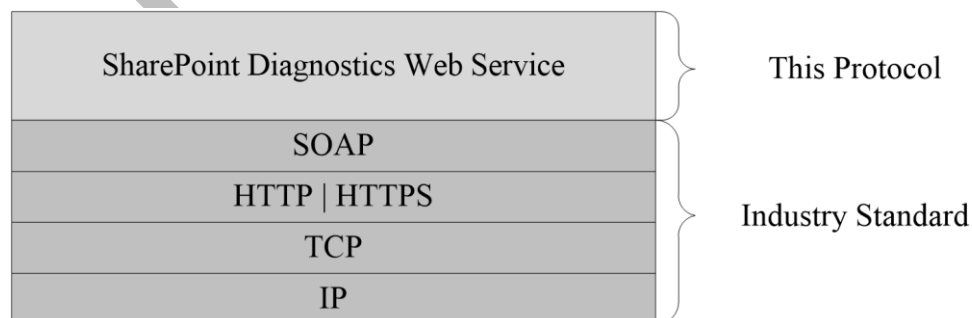 SharePoint Diagnostics Web Service
This Protocol
SOAP
HTTP | HTTPS
Industry Standard
TCP
IP